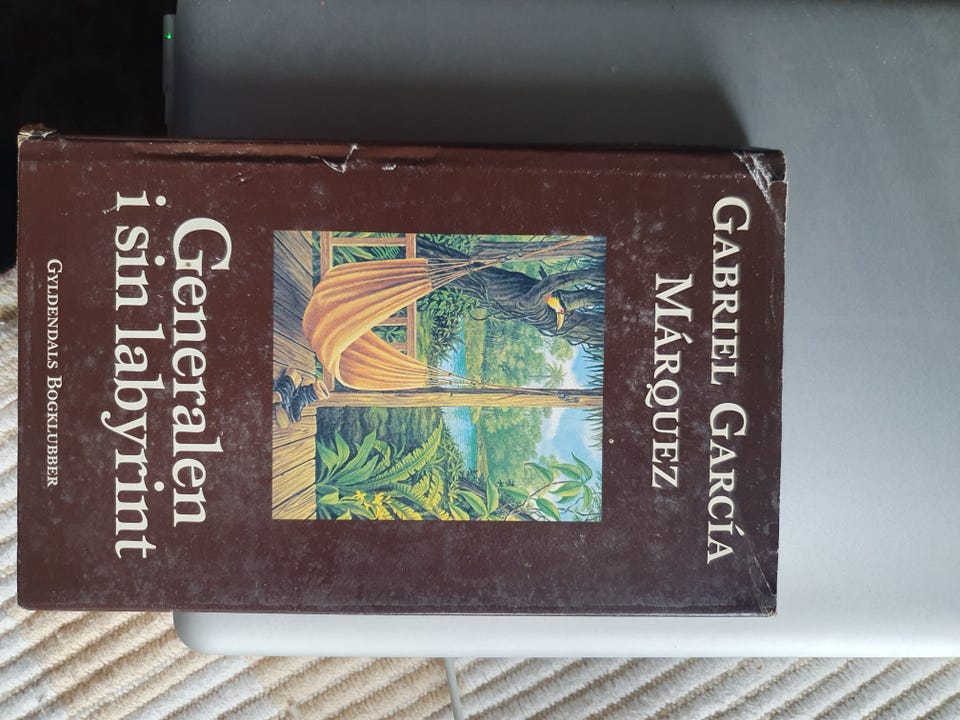 GABRIEL GARCÍA
MÁRQUEZ
Generalen
i sin labyrint
GYLDENDALS BOGKLUBBER